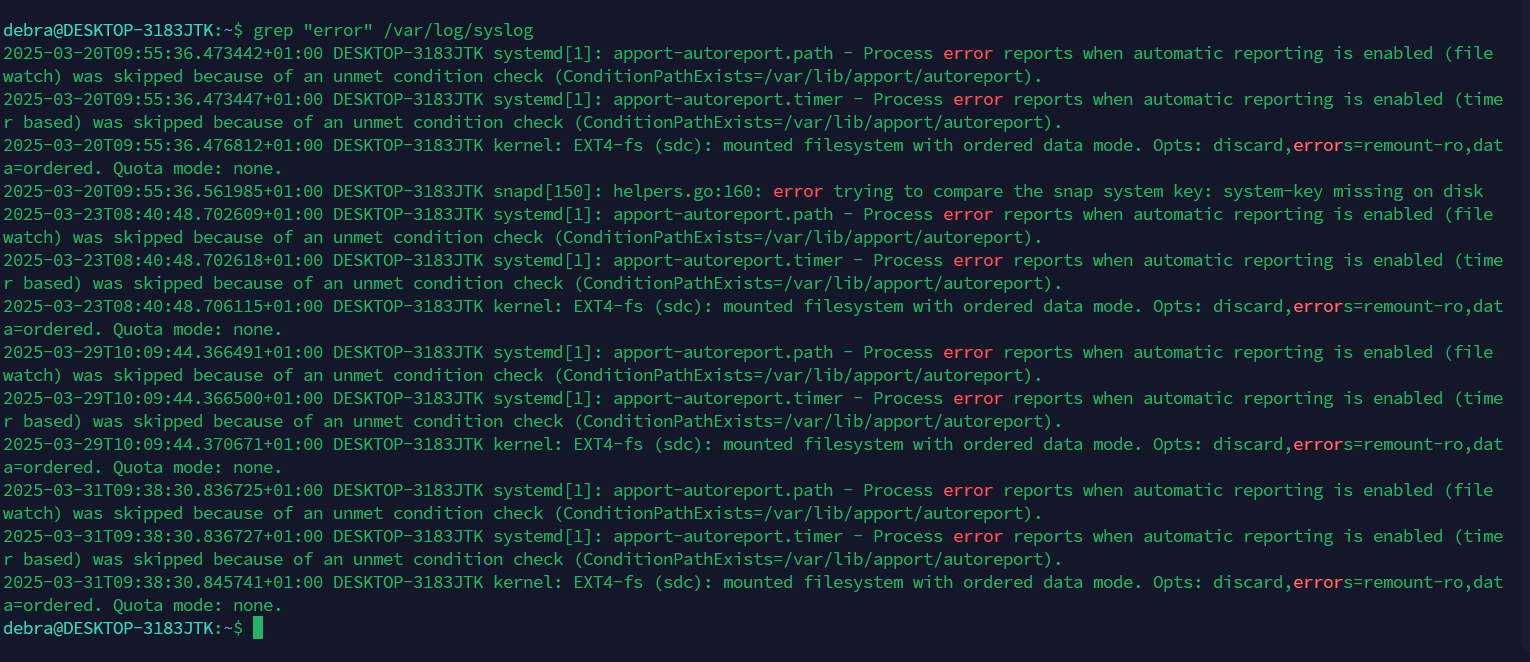 debra@DESKTOP-3183JTK:~$ grep "error" /var/log/syslog
2025-03-20T09:55:36.473442+01:00 DESKTOP-3183JTK systemd[1]: apport-autoreport.path - Process error reports when automatic reporting is enabled (file
watch) was skipped because of an unmet condition check (ConditionPathExists=/var/lib/apport/autoreport).
2025-03-20T09:55:36.473447+01:00 DESKTOP-3183JTK systemd[1]: apport-autoreport.timer - Process error reports when automatic reporting is enabled (time
r based) was skipped because of an unmet condition check (ConditionPathExists=/var/lib/apport/autoreport).
2025-03-20T09:55:36.476812+01:00 DESKTOP-3183JTK kernel: EXT4-fs (sdc): mounted filesystem with ordered data mode. Opts: discard,errors=remount-ro,dat
a=ordered. Quota mode: none.
2025-03-20T09:55:36.561985+01:00 DESKTOP-3183JTK snapd[150]: helpers.go:160: error trying to compare the snap system key: system-key missing on disk
2025-03-23T08:40:48.702609+01:00 DESKTOP-3183JTK systemd[1]: apport-autoreport.path - Process error reports when automatic reporting is enabled (file
watch) was skipped because of an unmet condition check (ConditionPathExists=/var/lib/apport/autoreport).
2025-03-23T08:40:48.702618+01:00 DESKTOP-3183JTK systemd[1]: apport-autoreport.timer - Process error reports when automatic reporting is enabled (time
r based) was skipped because of an unmet condition check (ConditionPathExists=/var/lib/apport/autoreport).
2025-03-23T08:40:48.706115+01:00 DESKTOP-3183JTK kernel: EXT4-fs (sdc): mounted filesystem with ordered data mode. Opts: discard,errors=remount-ro,dat
a=ordered. Quota mode: none.
2025-03-29T10:09:44.366491+01:00 DESKTOP-3183JTK systemd[1]: apport-autoreport.path - Process error reports when automatic reporting is enabled (file
watch) was skipped because of an unmet condition check (ConditionPathExists=/var/lib/apport/autoreport).
2025-03-29T10:09:44.366500+01:00 DESKTOP-3183JTK systemd[1]: apport-autoreport.timer - Process error reports when automatic reporting is enabled (time
r based) was skipped because of an unmet condition check (ConditionPathExists=/var/lib/apport/autoreport).
2025-03-29T10:09:44.370671+01:00 DESKTOP-3183JTK kernel: EXT4-fs (sdc): mounted filesystem with ordered data mode. Opts: discard,errors=remount-ro,dat
a=ordered. Quota mode: none.
2025-03-31T09:38:30.836725+01:00 DESKTOP-3183JTK systemd[1]: apport-autoreport.path - Process error reports when automatic reporting is enabled (file
watch) was skipped because of an unmet condition check (ConditionPathExists=/var/lib/apport/autoreport).
2025-03-31T09:38:30.836727+01:00 DESKTOP-3183JTK systemd[1]: apport-autoreport.timer - Process error reports when automatic reporting is enabled (time
r based) was skipped because of an unmet condition check (ConditionPathExists=/var/lib/apport/autoreport).
2025-03-31T09:38:30.845741+01:00 DESKTOP-3183JTK kernel: EXT4-fs (sdc): mounted filesystem with ordered data mode. Opts: discard,errors=remount-ro,dat
a=ordered. Quota mode: none.
debra@DESKTOP-3183JTK:~$